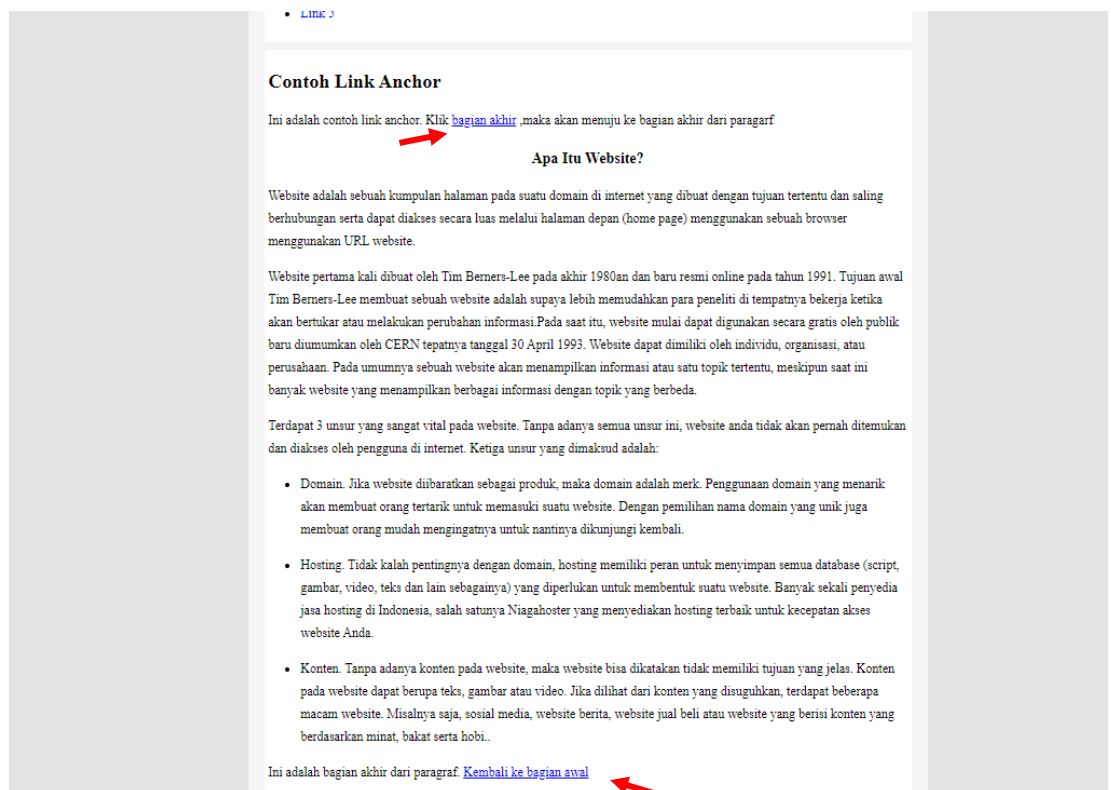 Link 3
Contoh Link Anchor
Ini adalah contoh link anchor. Klik bagian akhir ,maka akan menuju ke bagian akhir dari paragarf
Apa Itu Website?
Website adalah sebuah kumpulan halaman pada suatu domain di internet yang dibuat dengan tujuan tertentu dan saling
berhubungan serta dapat diakses secara luas melalui halaman depan (home page) menggunakan sebuah browser
menggunakan URL website.
Website pertama kali dibuat oleh Tim Berners-Lee pada akhir 1980an dan baru resmi online pada tahun 1991. Tujuan awal
Tim Berners-Lee membuat sebuah website adalah supaya lebih memudahkan para peneliti di tempatnya bekerja ketika
akan bertukar atau melakukan perubahan informasi.Pada saat itu, website mulai dapat digunakan secara gratis oleh publik
baru diumumkan oleh CERN tepatnya tanggal 30 April 1993. Website dapat dimiliki oleh individu, organisasi, atau
perusahaan. Pada umumnya sebuah website akan menampilkan informasi atau satu topik tertentu, meskipun saat ini
banyak website yang menampilkan berbagai informasi dengan topik yang berbeda.
Terdapat 3 unsur yang sangat vital pada website. Tanpa adanya semua unsur ini, website anda tidak akan pernah ditemukan
dan diakses oleh pengguna di internet. Ketiga unsur yang dimaksud adalah:
• Domain. Jika website diibaratkan sebagai produk, maka domain adalah merk. Penggunaan domain yang menarik
akan membuat orang tertarik untuk memasuki suatu website. Dengan pemilihan nama domain yang unik juga
membuat orang mudah mengingatnya untuk nantinya dikunjungi kembali.
• Hosting. Tidak kalah pentingnya dengan domain, hosting memiliki peran untuk menyimpan semua database (script,
gambar, video, teks dan lain sebagainya) yang diperlukan untuk membentuk suatu website. Banyak sekali penyedia
jasa hosting di Indonesia, salah satunya Niagahoster yang menyediakan hosting terbaik untuk kecepatan akses
website Anda.
• Konten. Tanpa adanya konten pada website, maka website bisa dikatakan tidak memiliki tujuan yang jelas. Konten
pada website dapat berupa teks, gambar atau video. Jika dilihat dari konten yang disuguhkan, terdapat beberapa
macam website. Misalnya saja, sosial media, website berita, website jual beli atau website yang berisi konten yang
berdasarkan minat, bakat serta hobi..
Ini adalah bagian akhir dari paragraf. Kembali ke bagian awal